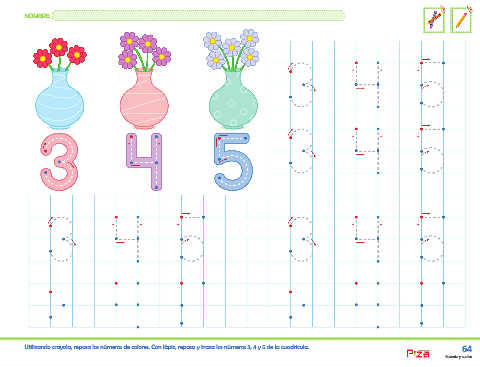 NOMBRE:
3 4 5
Utilizando crayola, repasa los números de colores. Con lápiz, repasa y traza los números 3, 4 y 5 de la cuadrícula.
64